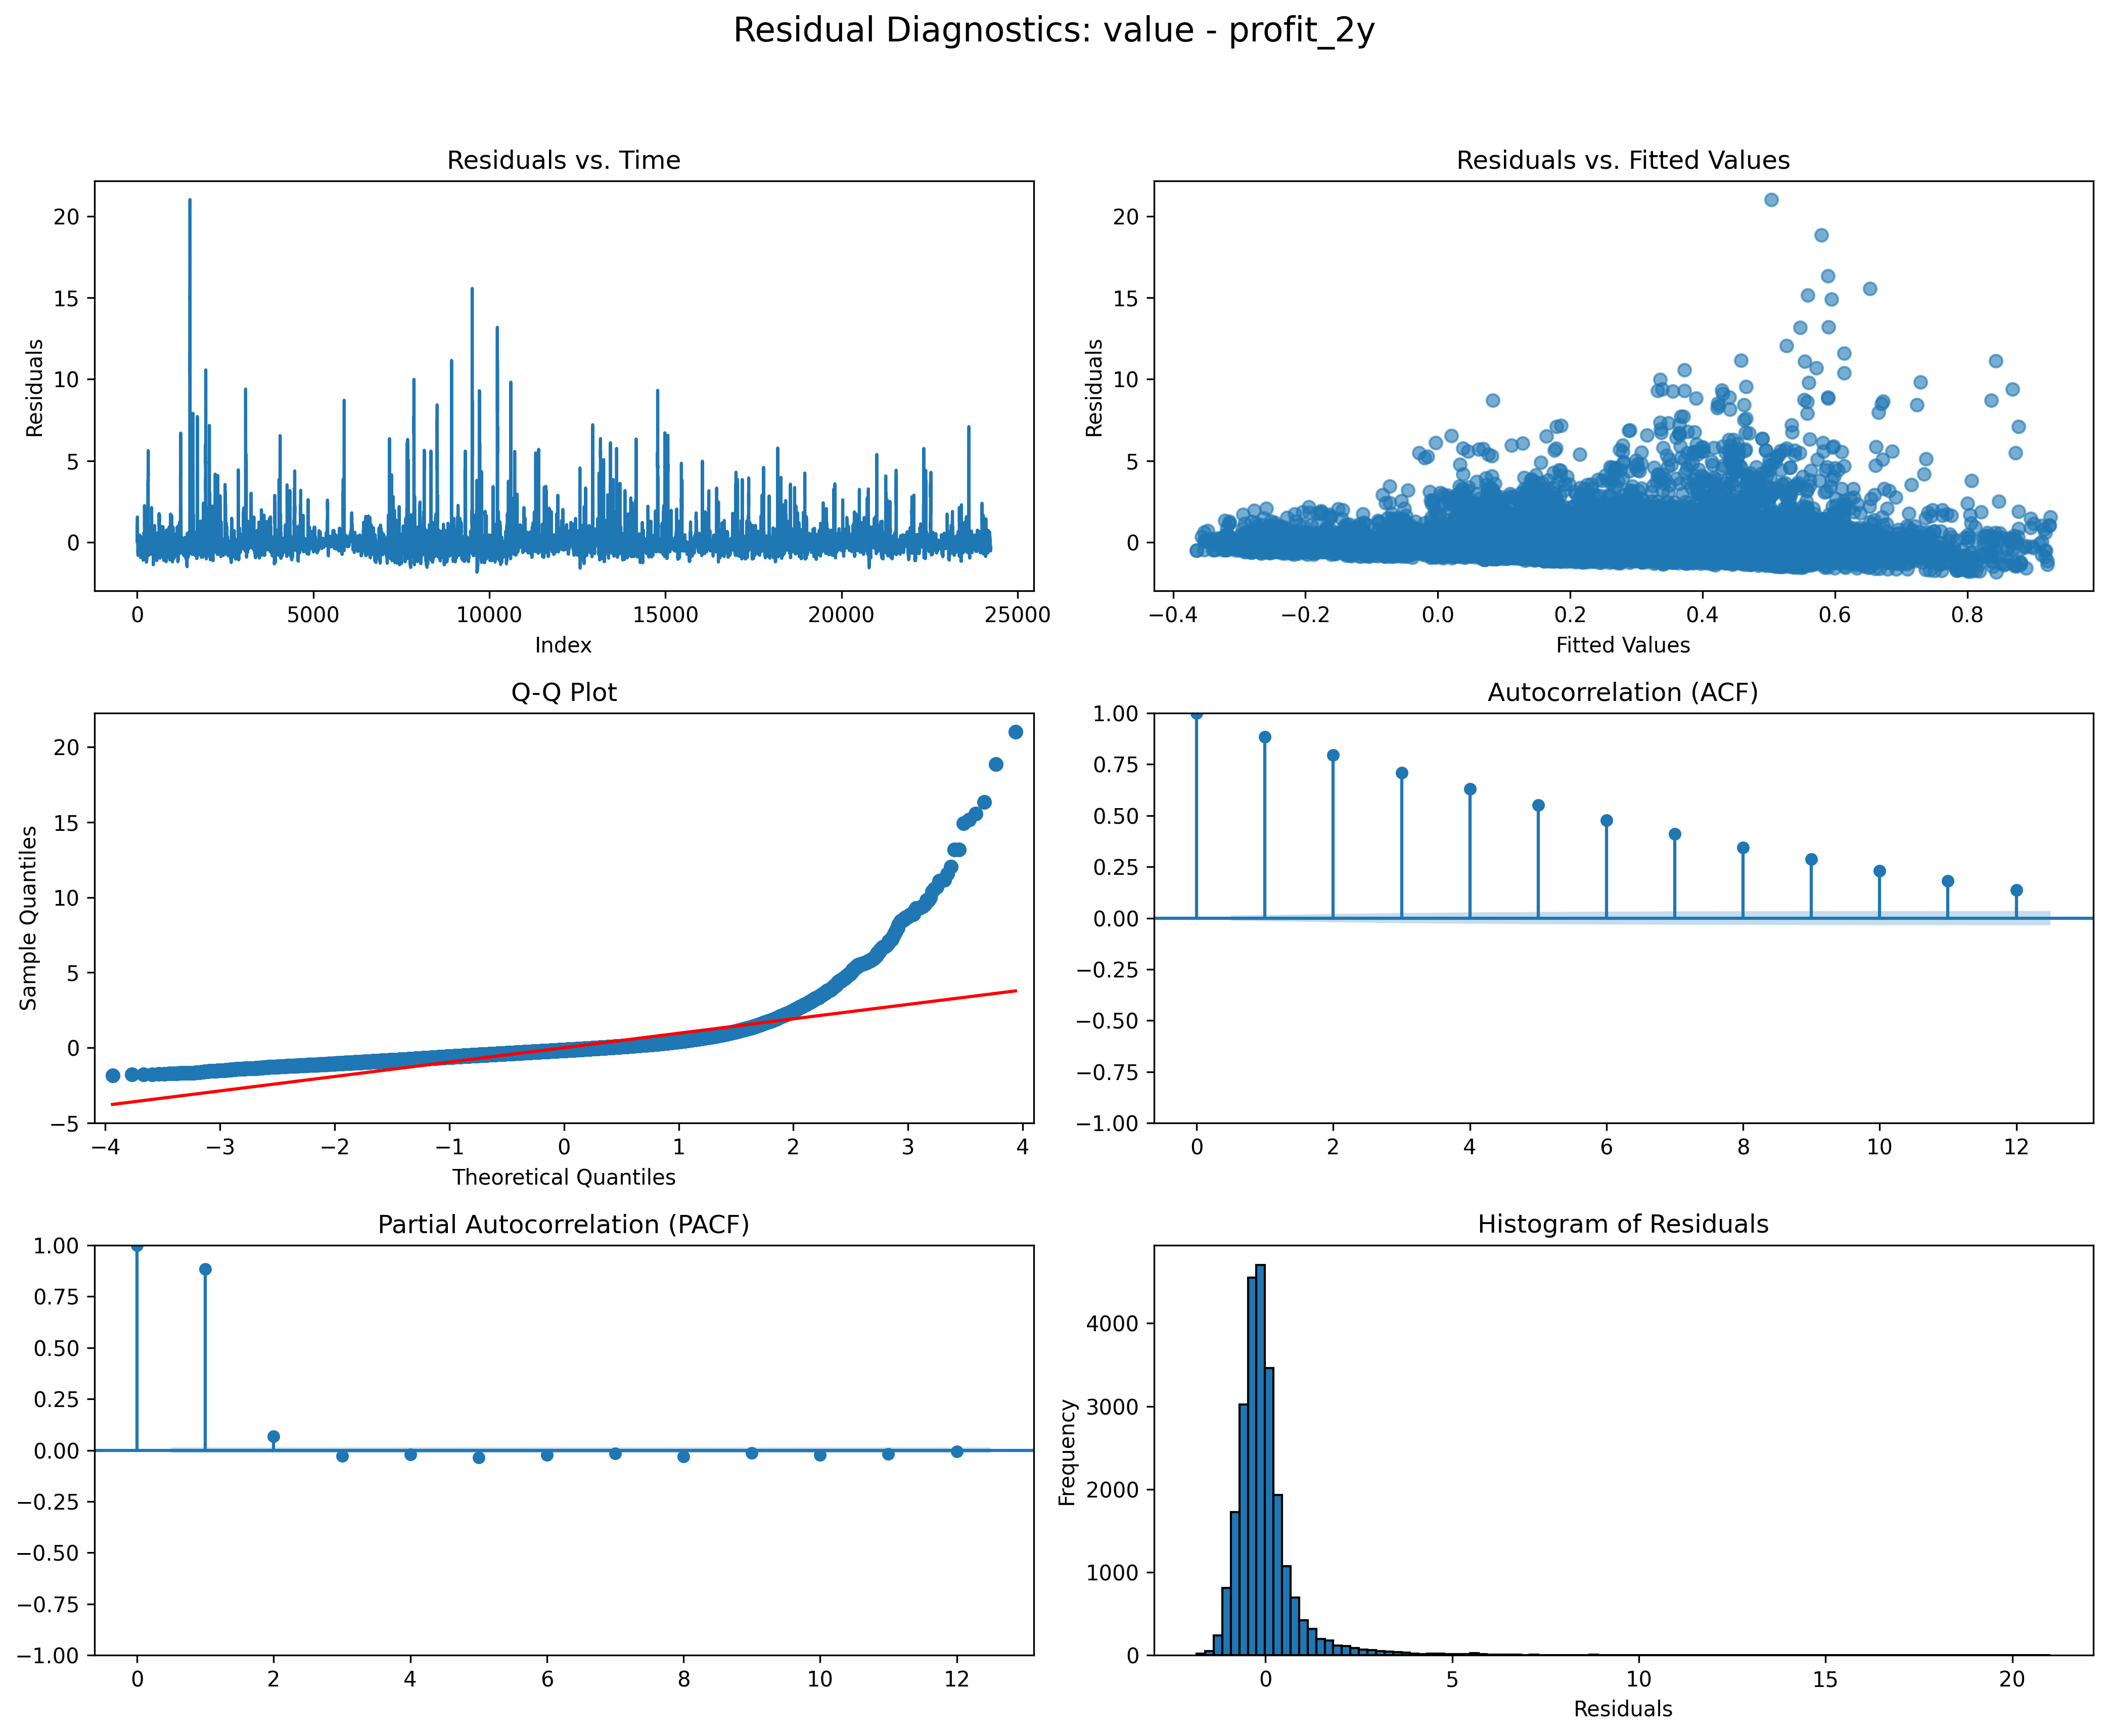 Residual Diagnostics: value - profit_2y
Residuals vs. Time
Residuals
20
15
10
5
0
0 5000 10000 15000 20000 25000
Index
Residuals vs. Fitted Values
Residuals
20
15
10
5
0
−0.4 −0.2 0.0 0.2 0.4 0.6 0.8
Fitted Values
Q-Q Plot
Sample Quantiles
20
15
10
5
0
−5
−4 −3 −2 −1 0 1 2 3 4
Theoretical Quantiles
Autocorrelation (ACF)
1.00
0.75
0.50
0.25
0.00
−0.25
−0.50
−0.75
−1.00
0 2 4 6 8 10 12
Partial Autocorrelation (PACF)
1.00
0.75
0.50
0.25
0.00
−0.25
−0.50
−0.75
−1.00
0 2 4 6 8 10 12
Histogram of Residuals
Frequency
4000
3000
2000
1000
0
0 5 10 15 20
Residuals